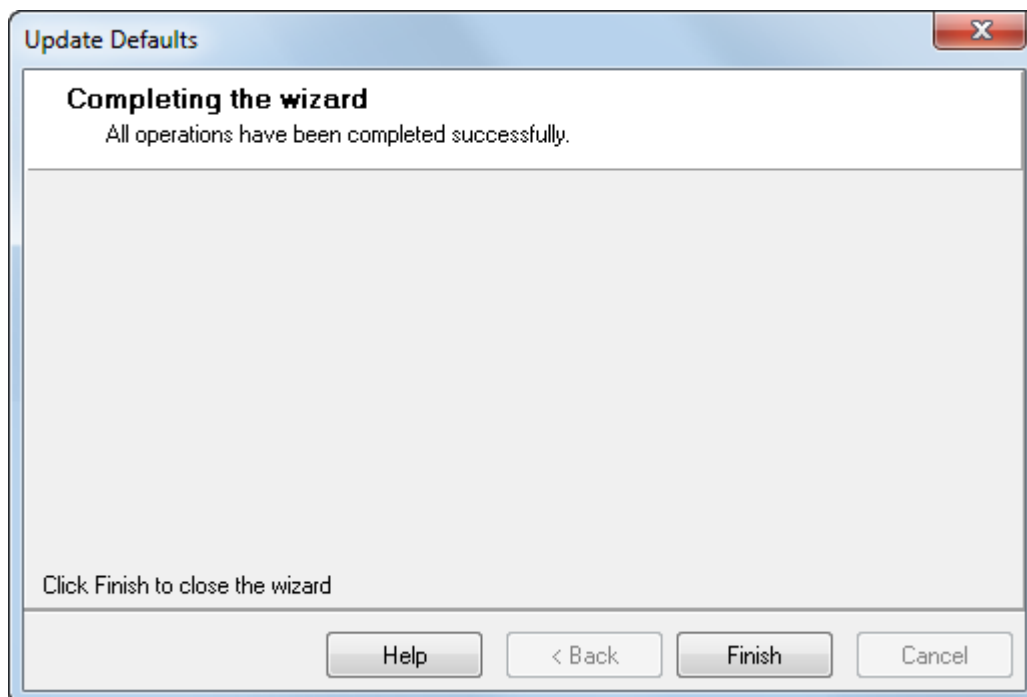 Update Defaults
Completing the wizard
All operations have been completed successfully.
Click Finish to close the wizard
Help
< Back
Finish
Cancel